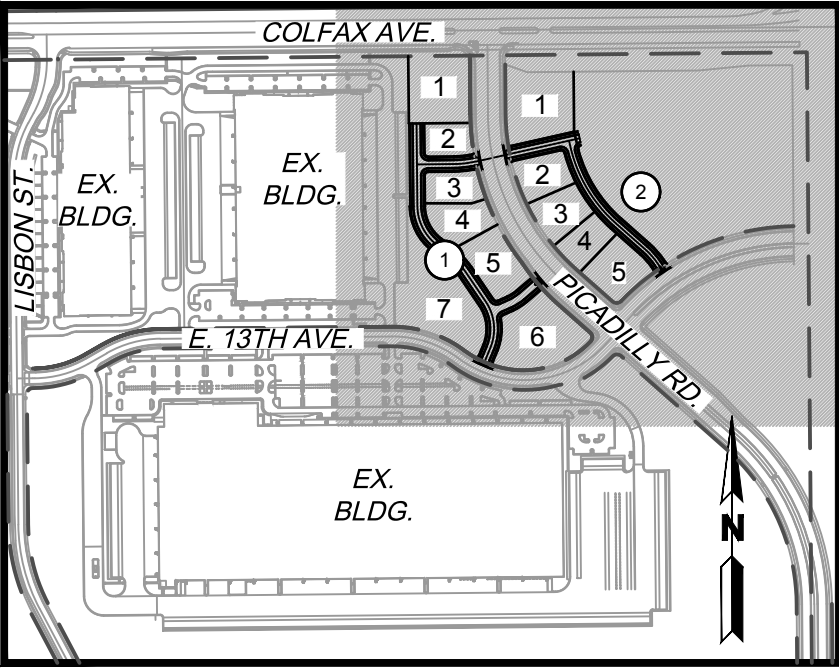 COLFAX AVE.
1
1
2
EX.
BLDG.
EX.
BLDG.
LISBON ST.
2
3
2
3
4
4
1
5
5
7
PICADILLY RD.
E. 13TH AVE.
6
EX.
BLDG.
N